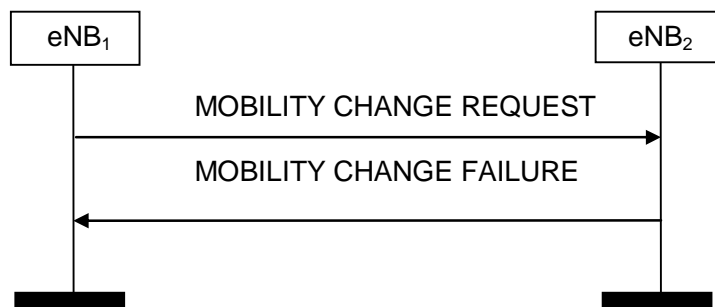 eNB₁
eNB₂
MOBILITY CHANGE REQUEST
MOBILITY CHANGE FAILURE